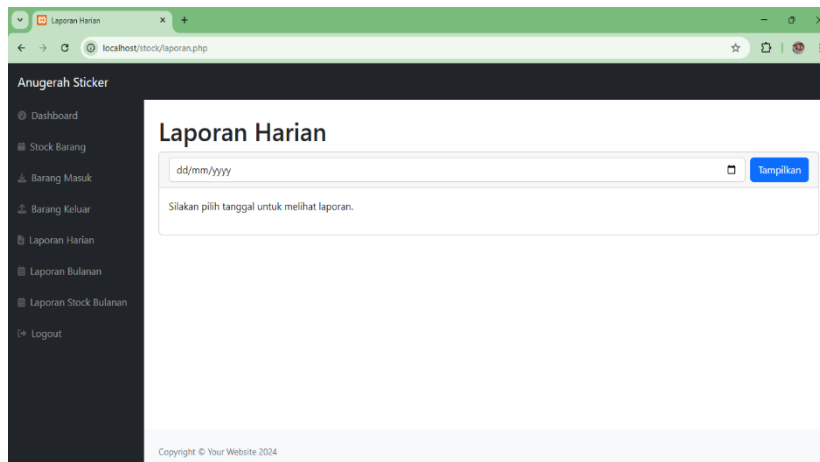 Laporan Harian
localhost/stock/laporan.php
Anugerah Sticker
Dashboard
Stock Barang
Barang Masuk
Barang Keluar
Laporan Harian
Laporan Bulanan
Laporan Stock Bulanan
Logout
Laporan Harian
dd/mm/yyyy
Tampilkan
Silakan pilih tanggal untuk melihat laporan.
Copyright © Your Website 2024